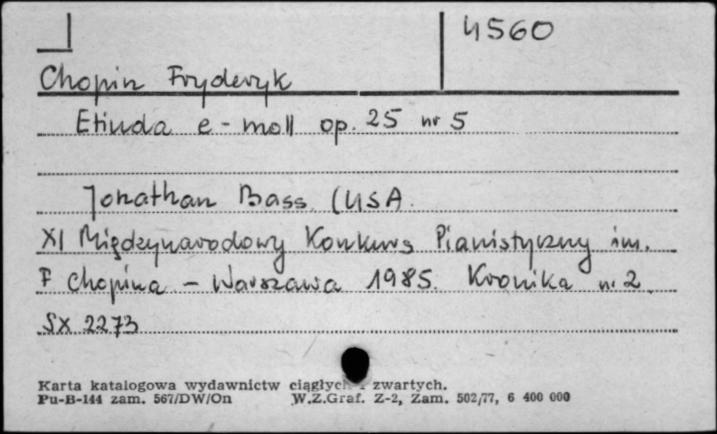 4560
Chopin Fryderyk
Etiuda e-moll op. 25 nr 5
Jonathan Bass (USA
XI Międzynarodowy Konkurs Pianistyczny im.
F Chopina - Warszawa 1985. Kronika nr 2
SX 2273
Karta katalogowa wydawnictw ciągłych i zwartych.
Pu-B-144 zam. 567/DW/On W.Z.Graf. Z-2, Zam. 502/77, 6 400 000